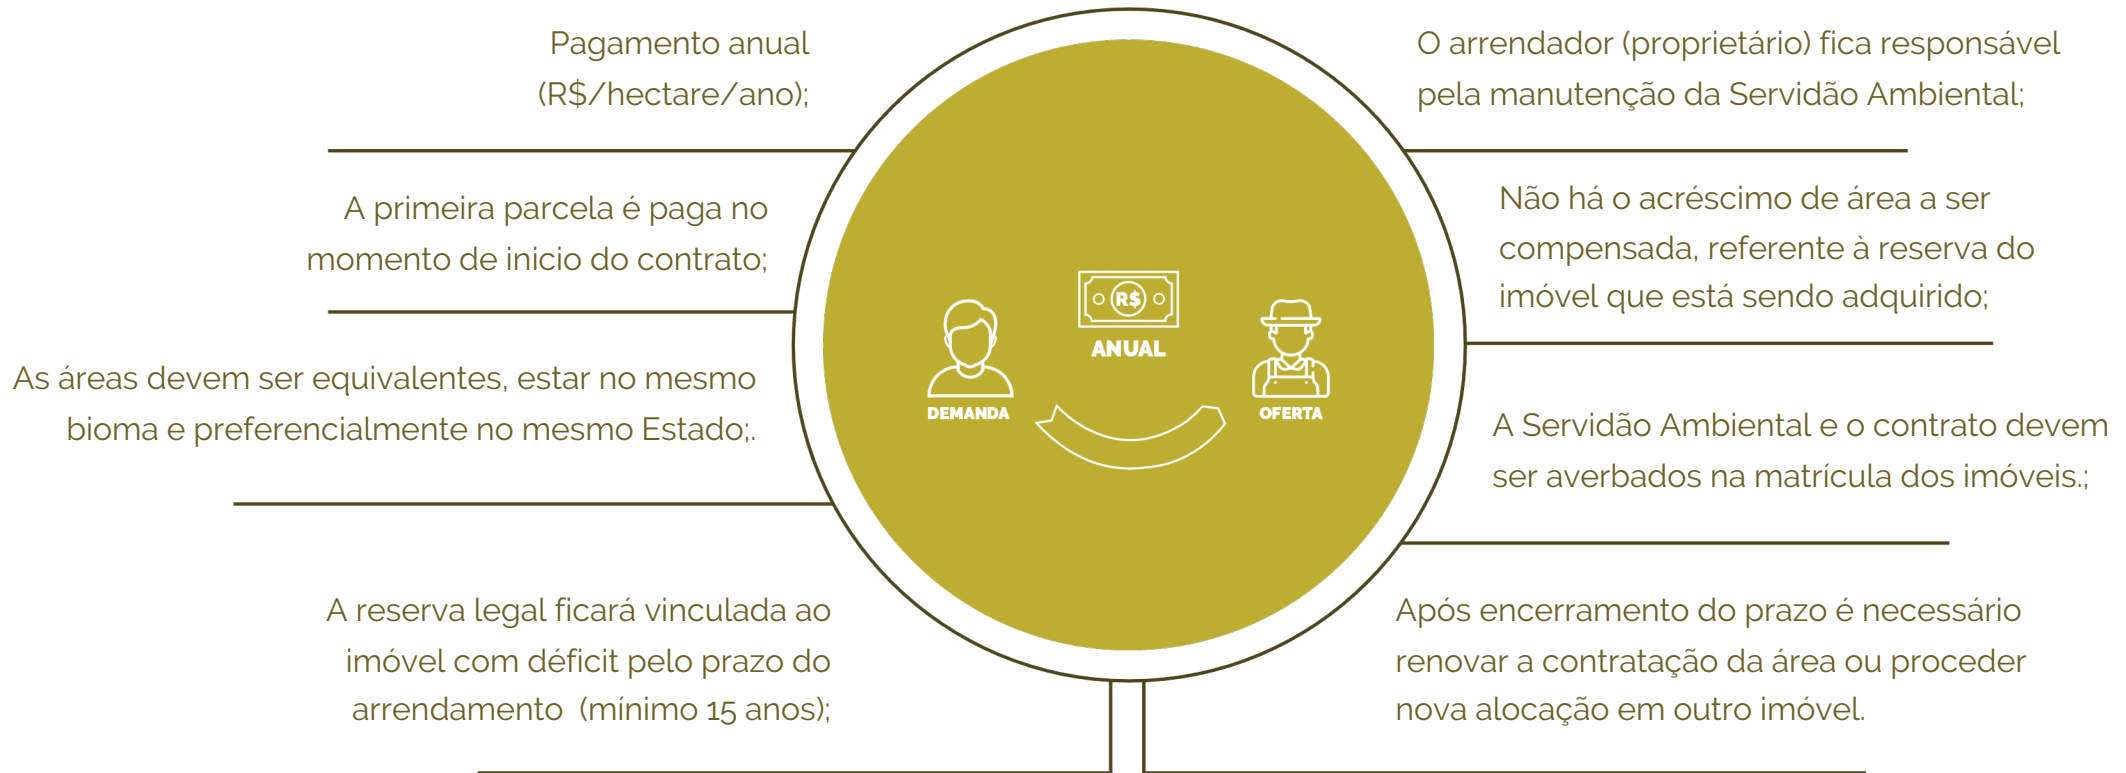 Pagamento anual
(R$/hectare/ano);
A primeira parcela é paga no
momento de inicio do contrato;
As áreas devem ser equivalentes, estar no mesmo
bioma e preferencialmente no mesmo Estado;.
A reserva legal ficará vinculada ao
imóvel com déficit pelo prazo do
arrendamento (mínimo 15 anos);
R$
ANUAL
DEMANDA
OFERTA
O arrendador (proprietário) fica responsável
pela manutenção da Servidão Ambiental;
Não há o acréscimo de área a ser
compensada, referente à reserva do
imóvel que está sendo adquirido;
A Servidão Ambiental e o contrato devem
ser averbados na matrícula dos imóveis.;
Após encerramento do prazo é necessário
renovar a contratação da área ou proceder
nova alocação em outro imóvel.